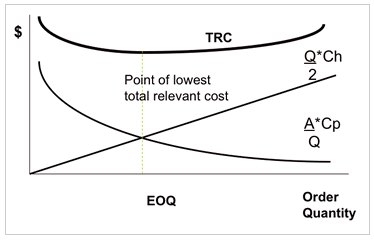 $
TRC
Q*Ch
2
Point of lowest
total relevant cost
A*Cp
Q
EOQ
Order
Quantity